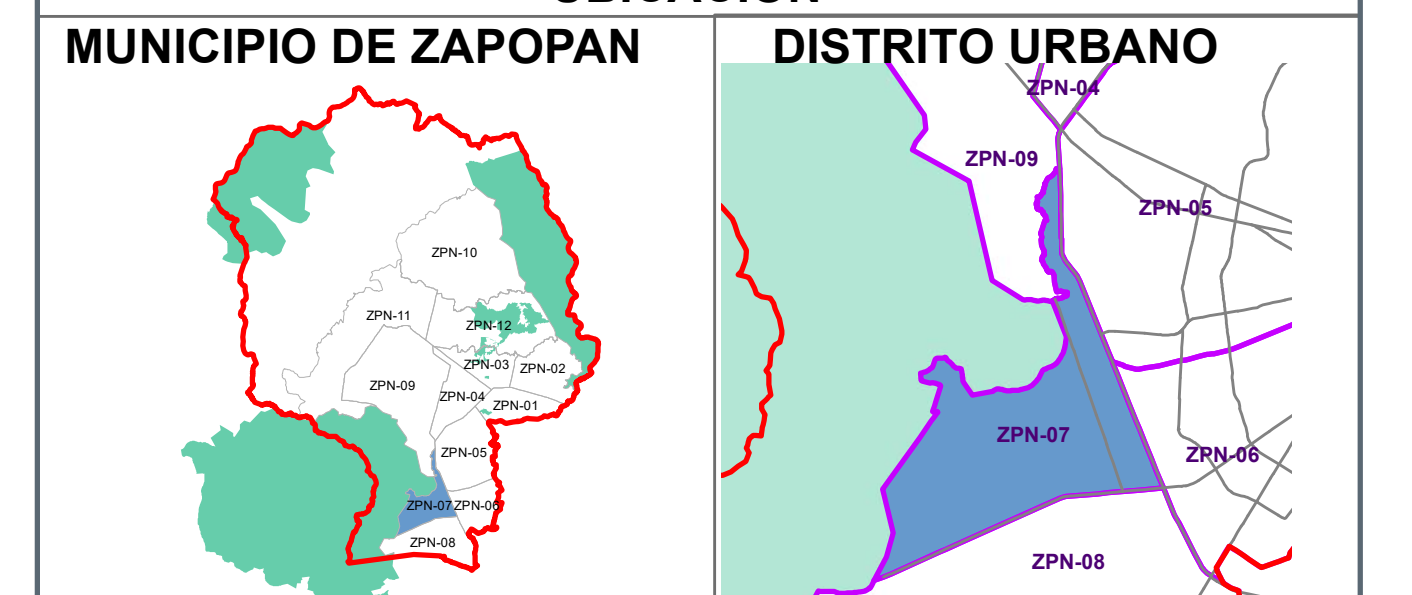 UBICACIÓN
MUNICIPIO DE ZAPOPAN
ZPN-10
ZPN-11
ZPN-12
ZPN-03
ZPN-02
ZPN-09
ZPN-04
ZPN-01
ZPN-05
ZPN-07
ZPN-06
ZPN-08
DISTRITO URBANO
ZPN-04
ZPN-09
ZPN-05
ZPN-07
ZPN-06
ZPN-08